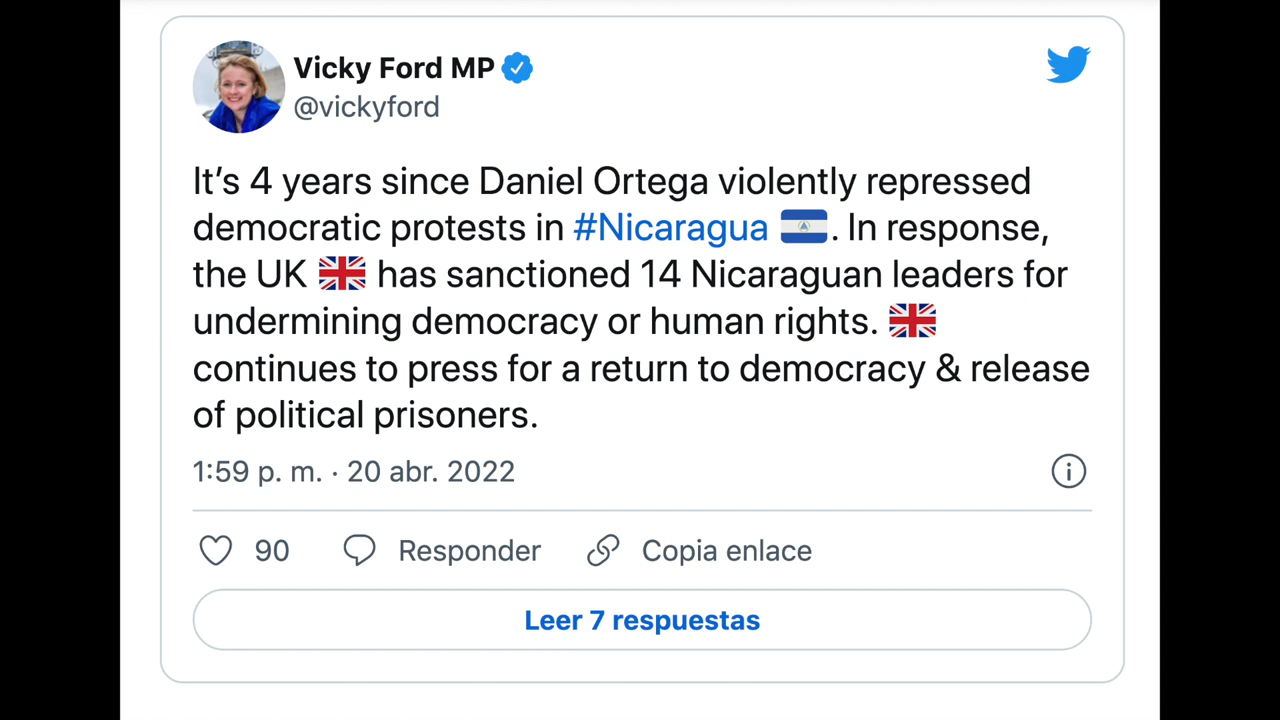 Vicky Ford MP
@vickyford
It’s 4 years since Daniel Ortega violently repressed
democratic protests in #Nicaragua 🇳🇮. In response,
the UK 🇬🇧 has sanctioned 14 Nicaraguan leaders for
undermining democracy or human rights. 🇬🇧
continues to press for a return to democracy & release
of political prisoners.
1:59 p. m. · 20 abr. 2022
90 Responder Copia enlace
Leer 7 respuestas